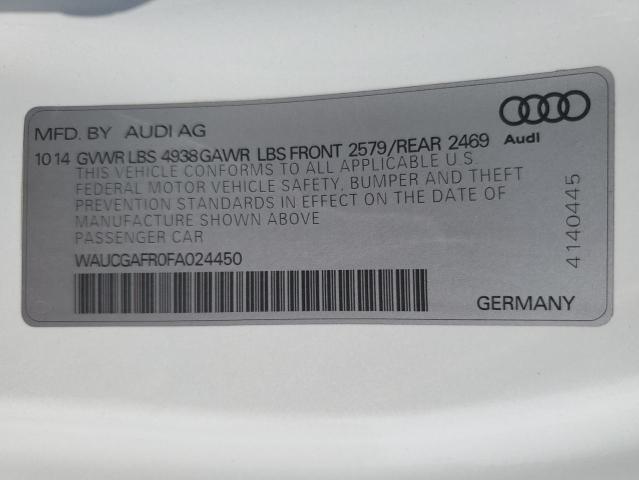 MFD. BY AUDI AG
Audi
10 14 GVWR LBS 4938 GAWR LBS FRONT 2579/REAR 2469
THIS VEHICLE CONFORMS TO ALL APPLICABLE U.S.
FEDERAL MOTOR VEHICLE SAFETY, BUMPER AND THEFT
PREVENTION STANDARDS IN EFFECT ON THE DATE OF
MANUFACTURE SHOWN ABOVE
PASSENGER CAR
WAUCGAFR0FA024450
GERMANY
4140445